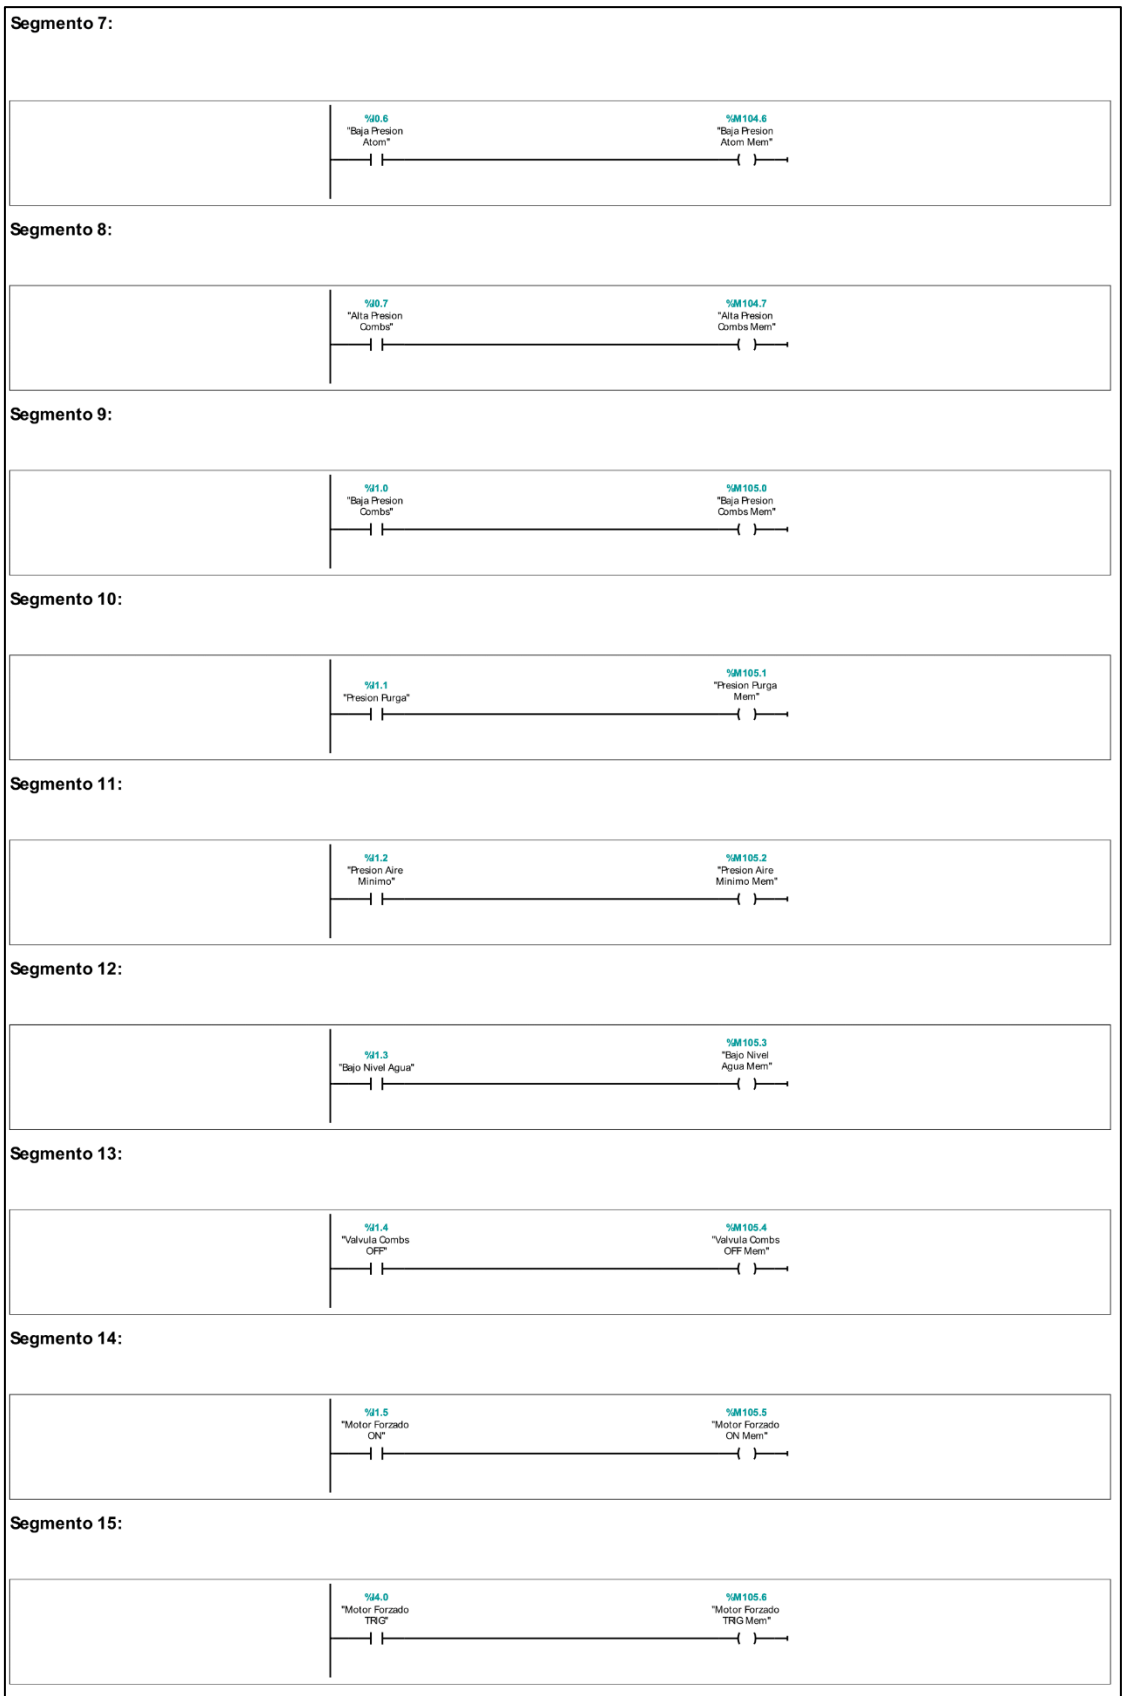 Segmento 7:
%I0.6
"Baja Presion
Atom"
%M104.6
"Baja Presion
Atom Mem"
Segmento 8:
%I0.7
"Alta Presion
Combs"
%M104.7
"Alta Presion
Combs Mem"
Segmento 9:
%I1.0
"Baja Presion
Combs"
%M105.0
"Baja Presion
Combs Mem"
Segmento 10:
%I1.1
"Presion Purga"
%M105.1
"Presion Purga
Mem"
Segmento 11:
%I1.2
"Presion Aire
Minimo"
%M105.2
"Presion Aire
Minimo Mem"
Segmento 12:
%I1.3
"Bajo Nivel Agua"
%M105.3
"Bajo Nivel
Agua Mem"
Segmento 13:
%I1.4
"Valvula Combs
OFF"
%M105.4
"Valvula Combs
OFF Mem"
Segmento 14:
%I1.5
"Motor Forzado
ON"
%M105.5
"Motor Forzado
ON Mem"
Segmento 15:
%I4.0
"Motor Forzado
TRIG"
%M105.6
"Motor Forzado
TRIG Mem"